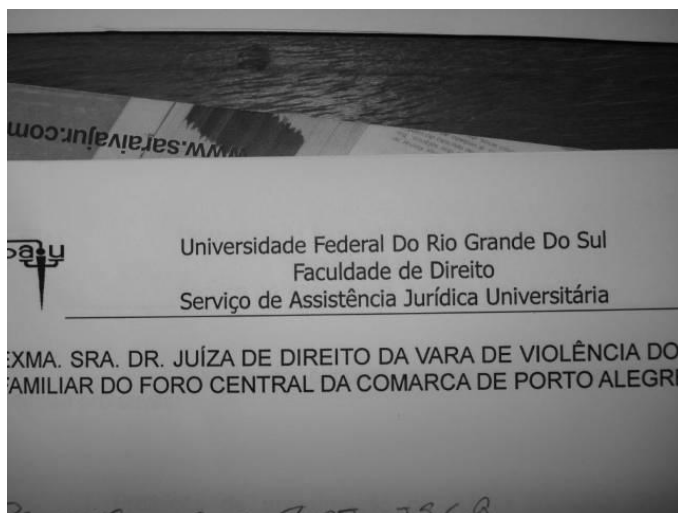 www.saraivajur.com
saju
Universidade Federal Do Rio Grande Do Sul
Faculdade de Direito
Serviço de Assistência Jurídica Universitária
EXMA. SRA. DR. JUÍZA DE DIREITO DA VARA DE VIOLÊNCIA DO
FAMILIAR DO FORO CENTRAL DA COMARCA DE PORTO ALEGRE